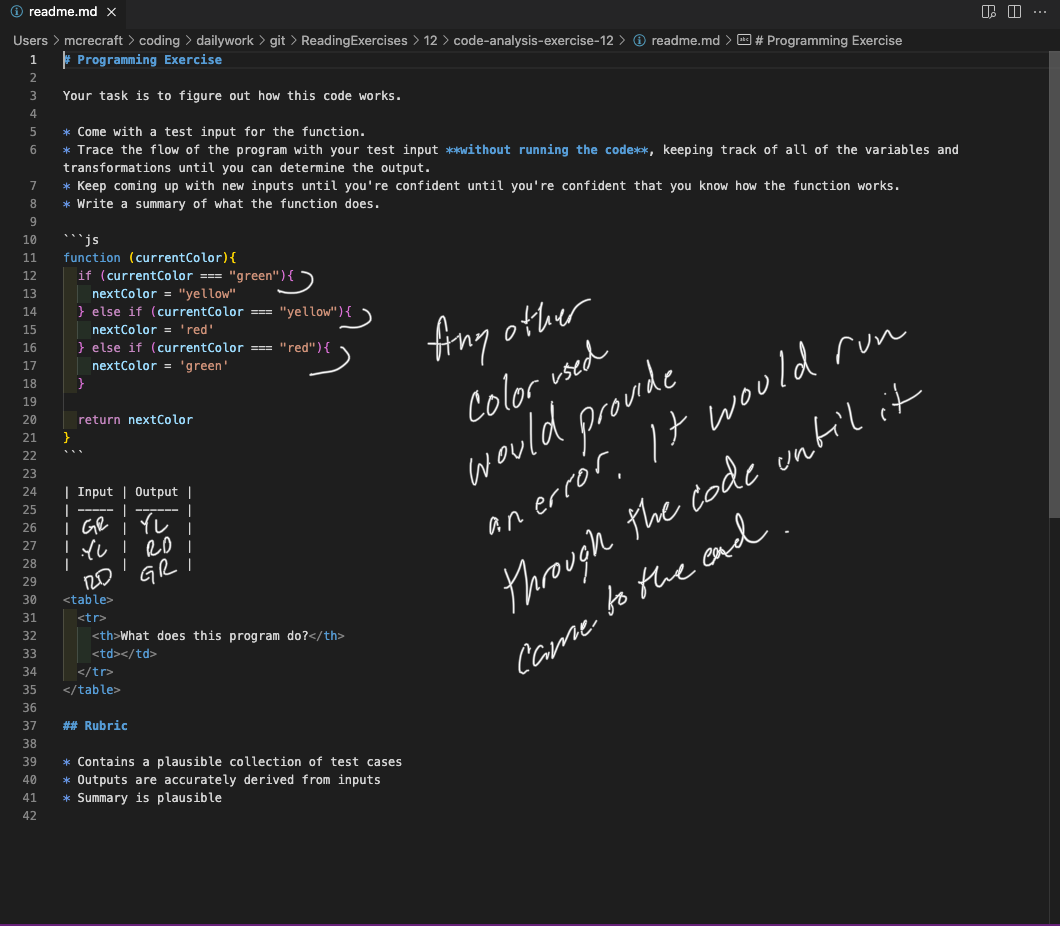 readme.md
Users > mcrecraft > coding > dailywork > git > ReadingExercises > 12 > code-analysis-exercise-12 > readme.md > # Programming Exercise
1 # Programming Exercise
2
3 Your task is to figure out how this code works.
4
5 * Come with a test input for the function.
6 * Trace the flow of the program with your test input **without running the code**, keeping track of all of the variables and
transformations until you can determine the output.
7 * Keep coming up with new inputs until you're confident until you're confident that you know how the function works.
8 * Write a summary of what the function does.
9
10 ```js
11 function (currentColor){
12 if (currentColor === "green"){
13 nextColor = "yellow"
14 } else if (currentColor === "yellow"){
15 nextColor = 'red'
16 } else if (currentColor === "red"){
17 nextColor = 'green'
18 }
19
20 return nextColor
21 }
22 ```
23
24 | Input | Output |
25 | ----- | ------ |
26 | GR | YL |
27 | YL | RD |
28 | RD | GR |
29
30 <table>
31 <tr>
32 <th>What does this program do?</th>
33 <td></td>
34 </tr>
35 </table>
36
37 ## Rubric
38
39 * Contains a plausible collection of test cases
40 * Outputs are accurately derived from inputs
41 * Summary is plausible
42
Any other
color used
would provide
an error. It would run
through the code until it
came to the end.